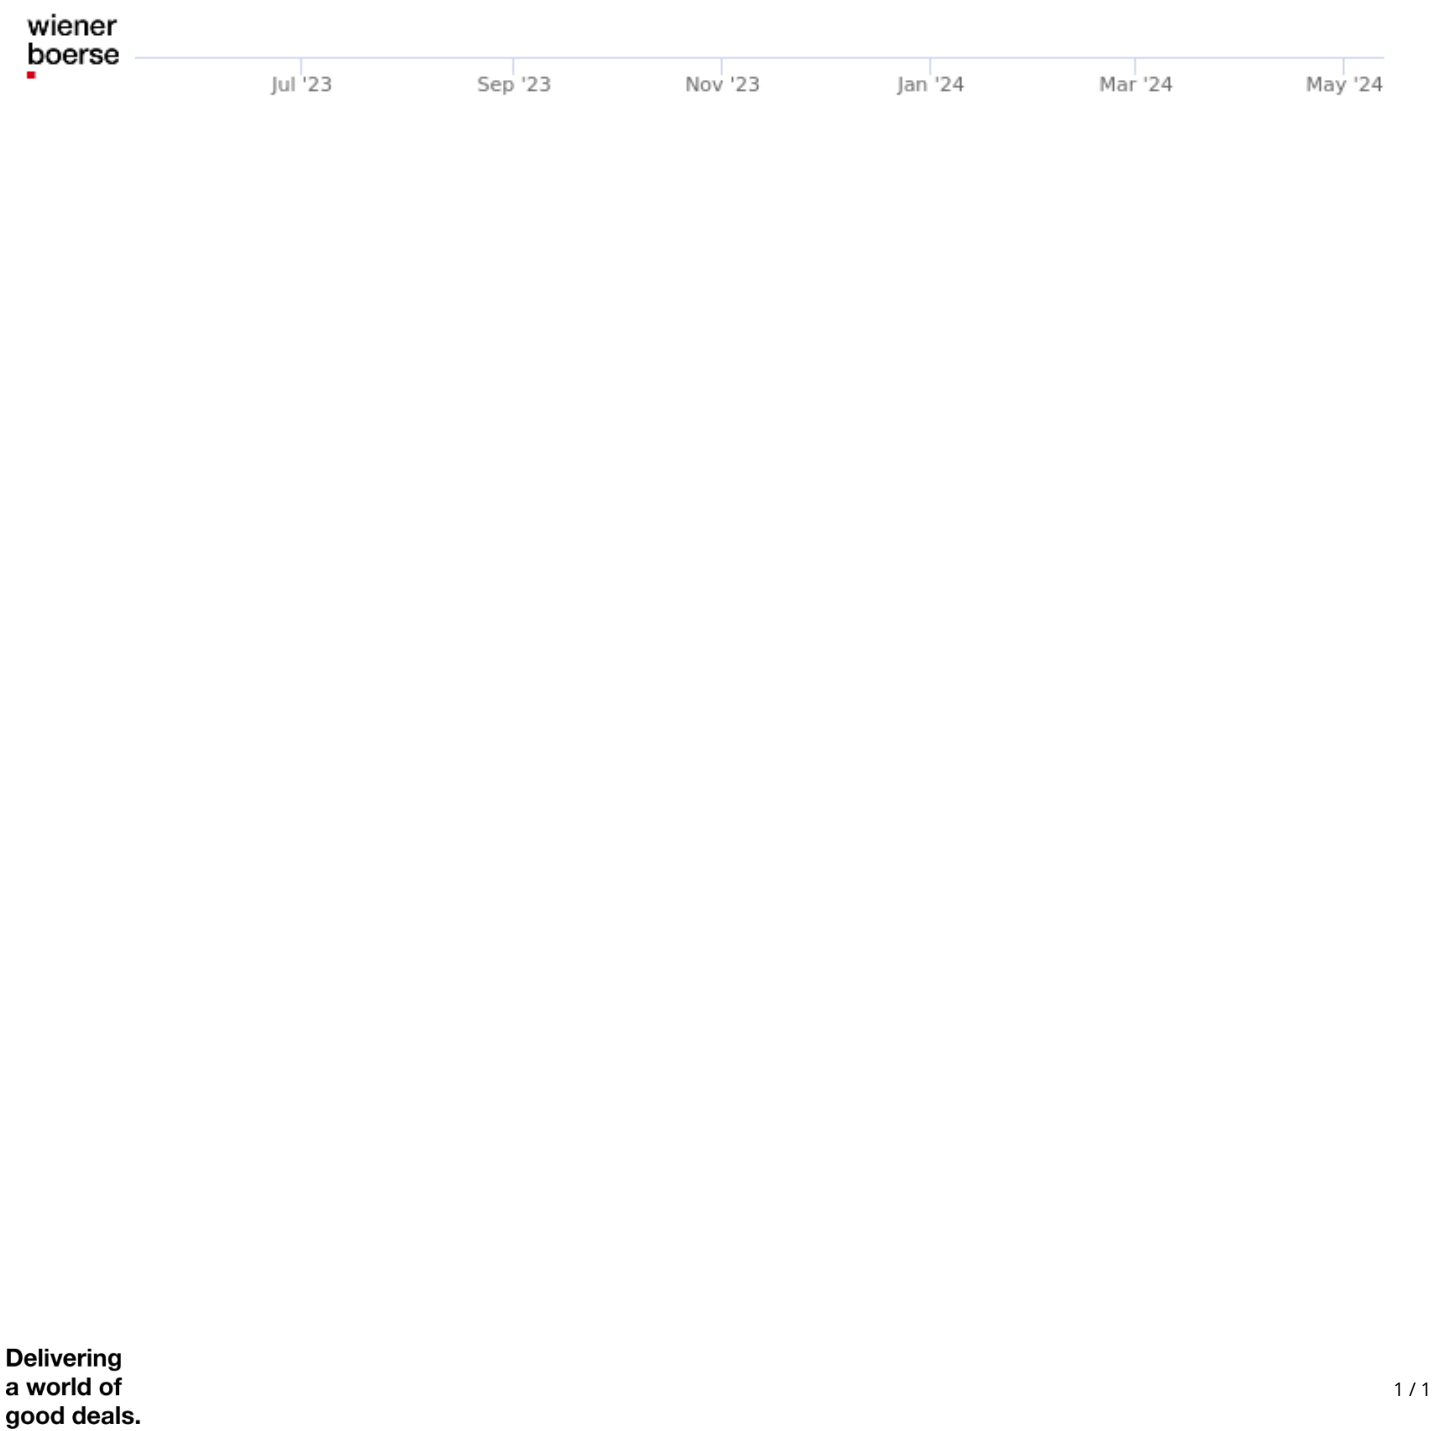 wiener
boerse
Jul '23 Sep '23 Nov '23 Jan '24 Mar '24 May '24
Delivering
a world of
good deals.
1 / 1